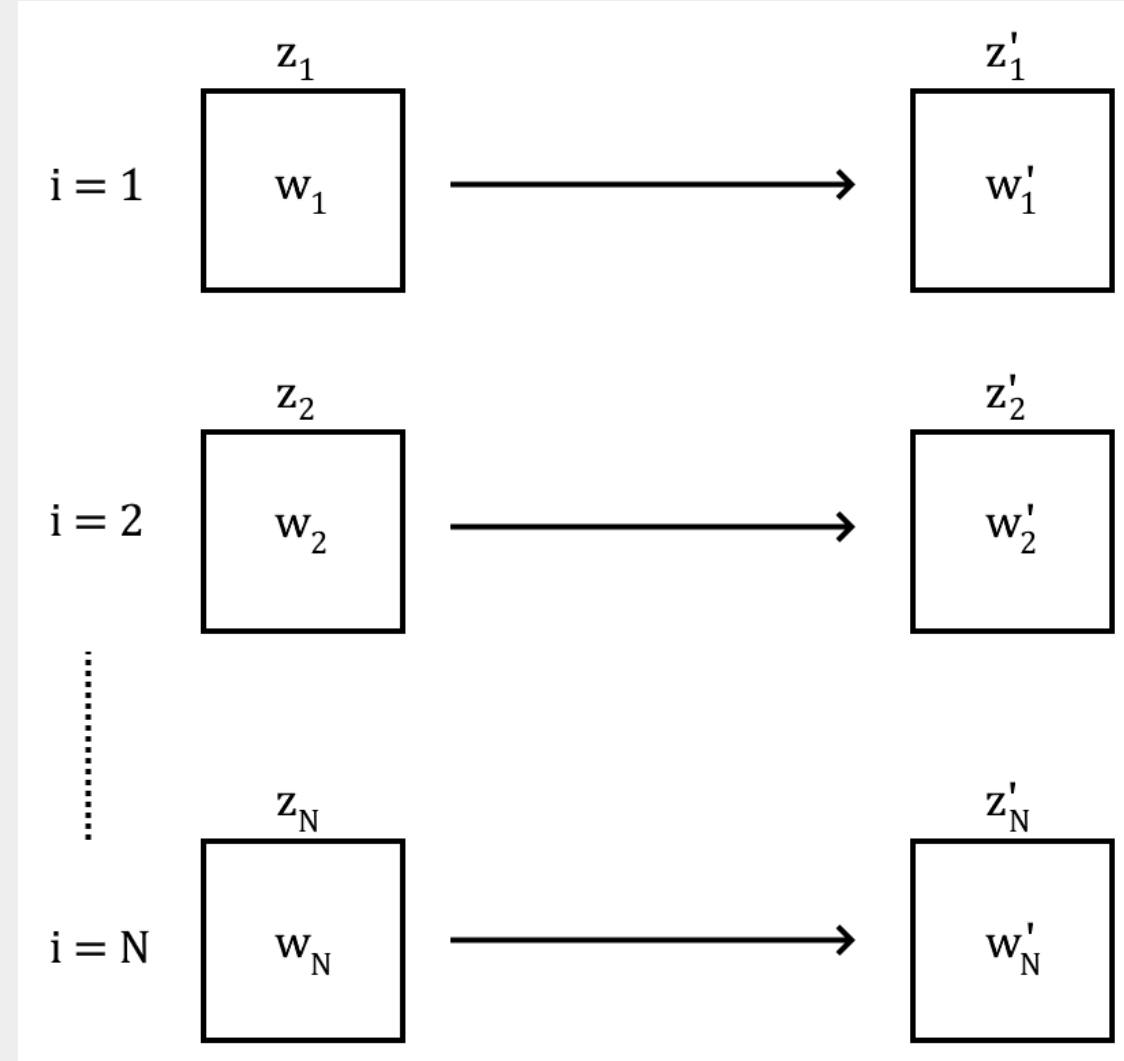 z₁ z'₁
i = 1 w₁ w'₁
z₂ z'₂
i = 2 w₂ w'₂
z_N z'_N
i = N w_N w'_N